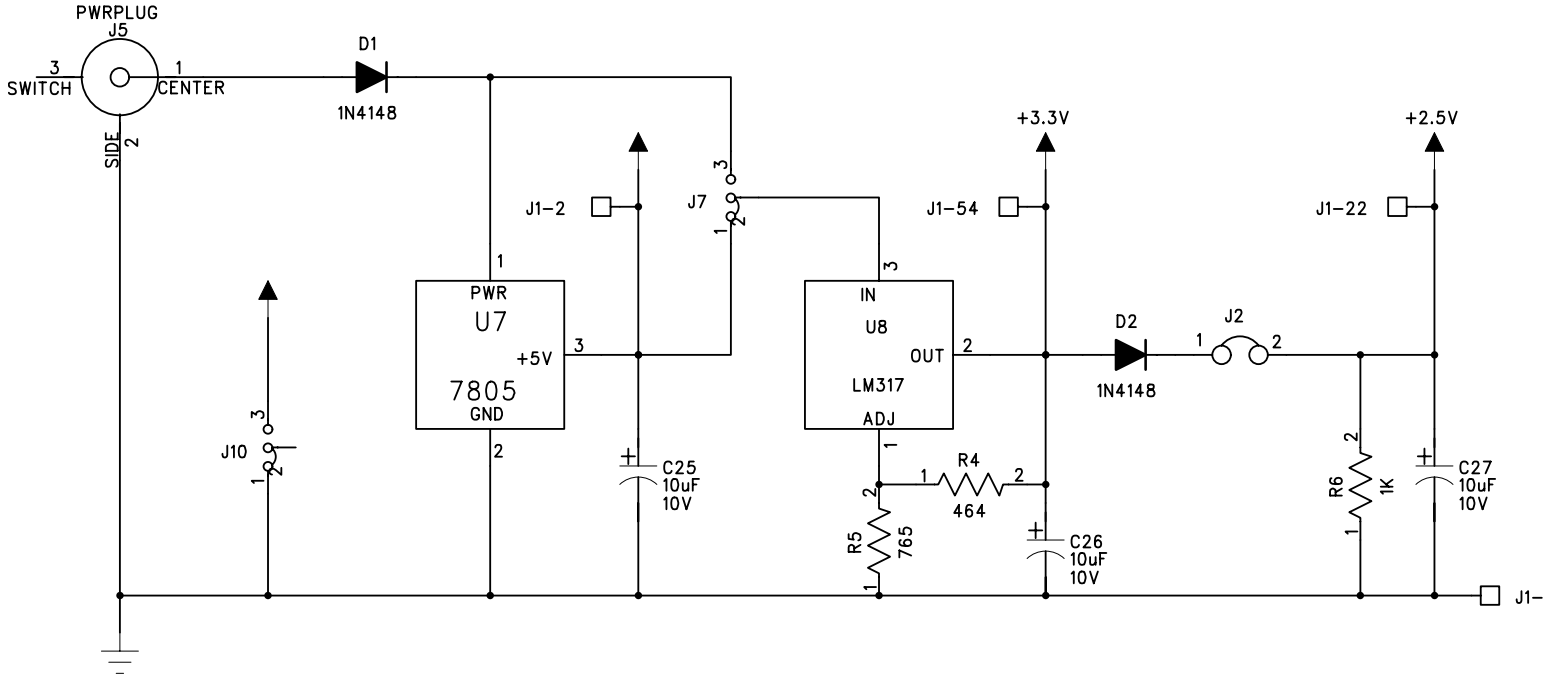 PWRPLUG
J5
3
SWITCH
1
CENTER
SIDE
2
D1
1N4148
+3.3V
+2.5V
3
J7
2
1
J1-2
J1-54
J1-22
1
PWR
U7
+5V
3
7805
GND
2
3
IN
U8
OUT
2
LM317
ADJ
1
D2
1N4148
1
J2
2
3
J10
2
1
+
C25
10uF
10V
1
R4
2
464
2
R5
765
1
+
C26
10uF
10V
2
R6
1K
1
+
C27
10uF
10V
J1-